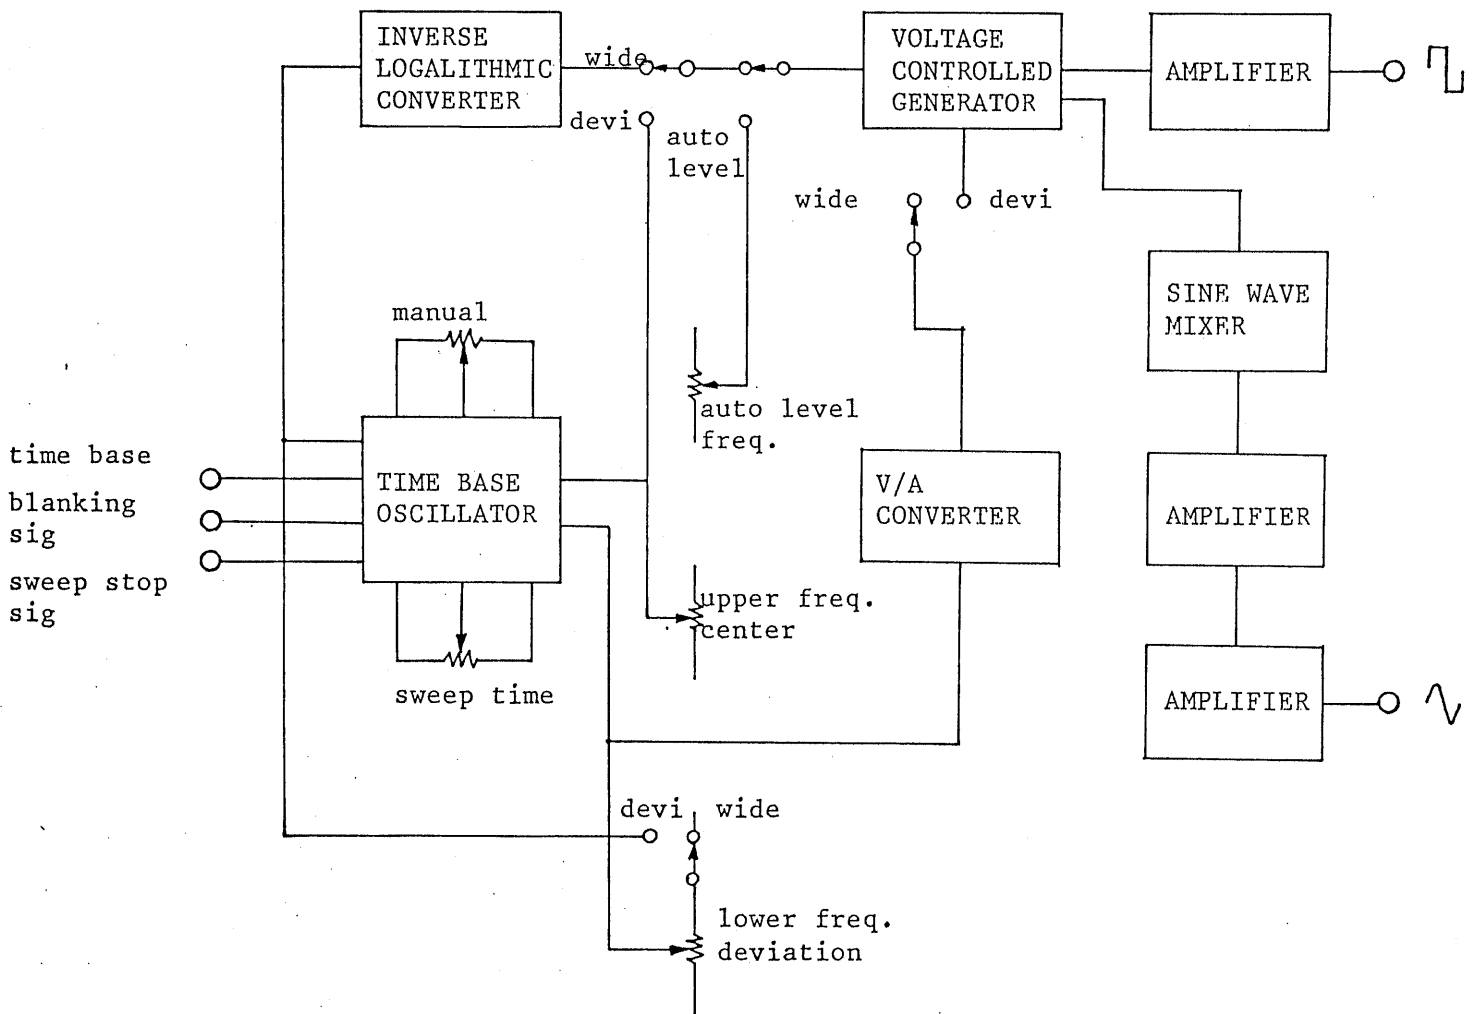 INVERSE
LOGALITHMIC
CONVERTER
wide
devi
auto
level
VOLTAGE
CONTROLLED
GENERATOR
AMPLIFIER
wide
devi
SINE WAVE
MIXER
manual
auto level
freq.
time base
blanking
sig
sweep stop
sig
TIME BASE
OSCILLATOR
V/A
CONVERTER
AMPLIFIER
upper freq.
center
sweep time
AMPLIFIER
devi
wide
lower freq.
deviation